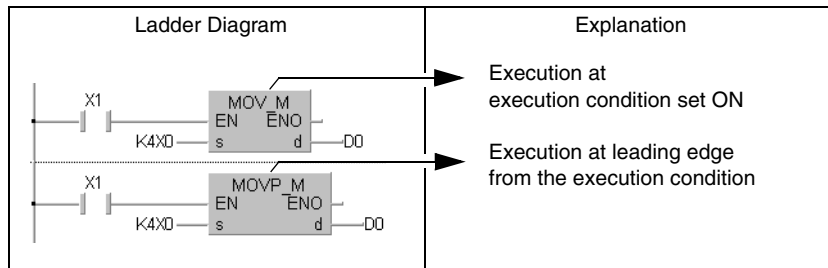 Ladder Diagram
Explanation
X1
MOV_M
EN ENO
K4X0 s d D0
Execution at
execution condition set ON
X1
MOVP_M
EN ENO
K4X0 s d D0
Execution at leading edge
from the execution condition